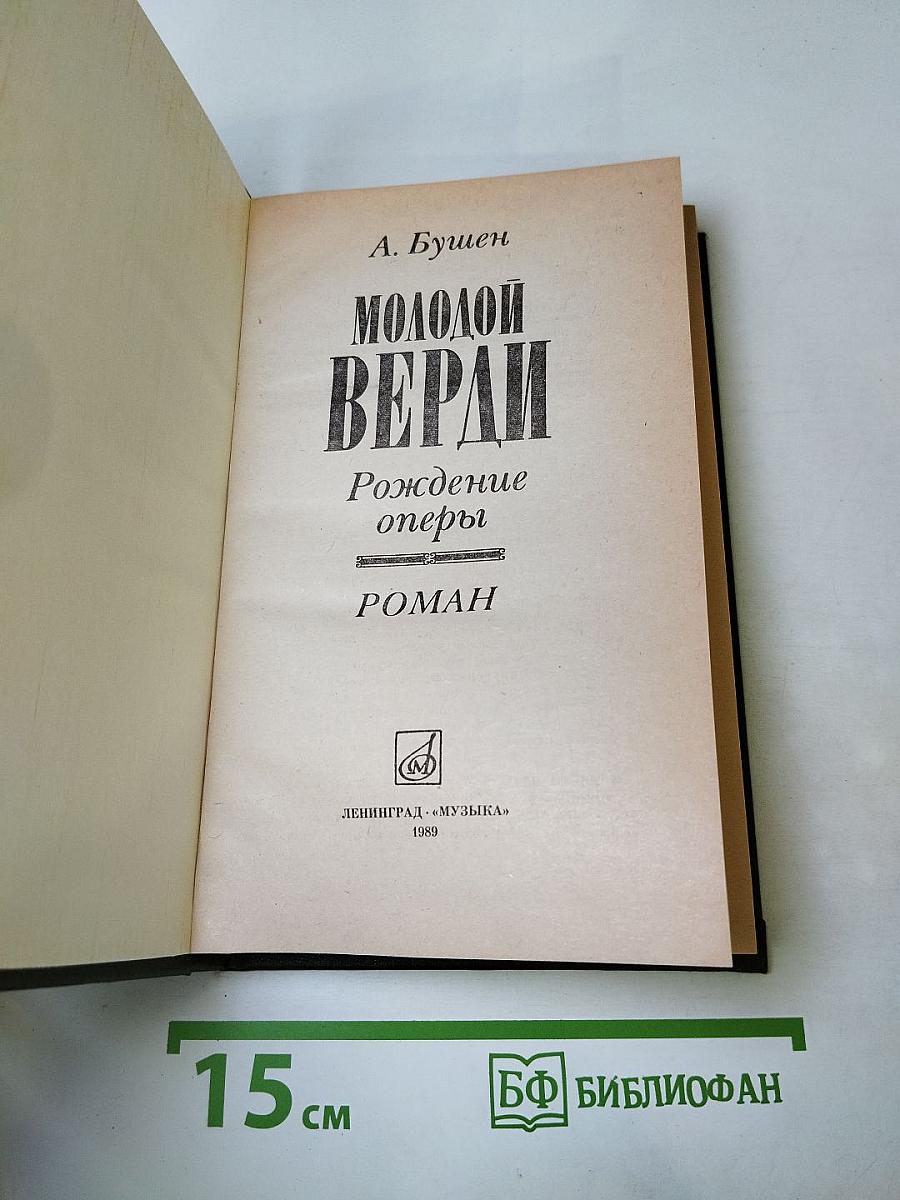 А. Бушен
МОЛОДОЙ
ВЕРДИ
Рождение
оперы
РОМАН
М
ЛЕНИНГРАД · «МУЗЫКА»
1989
15 см
БФ БИБЛИОФАН